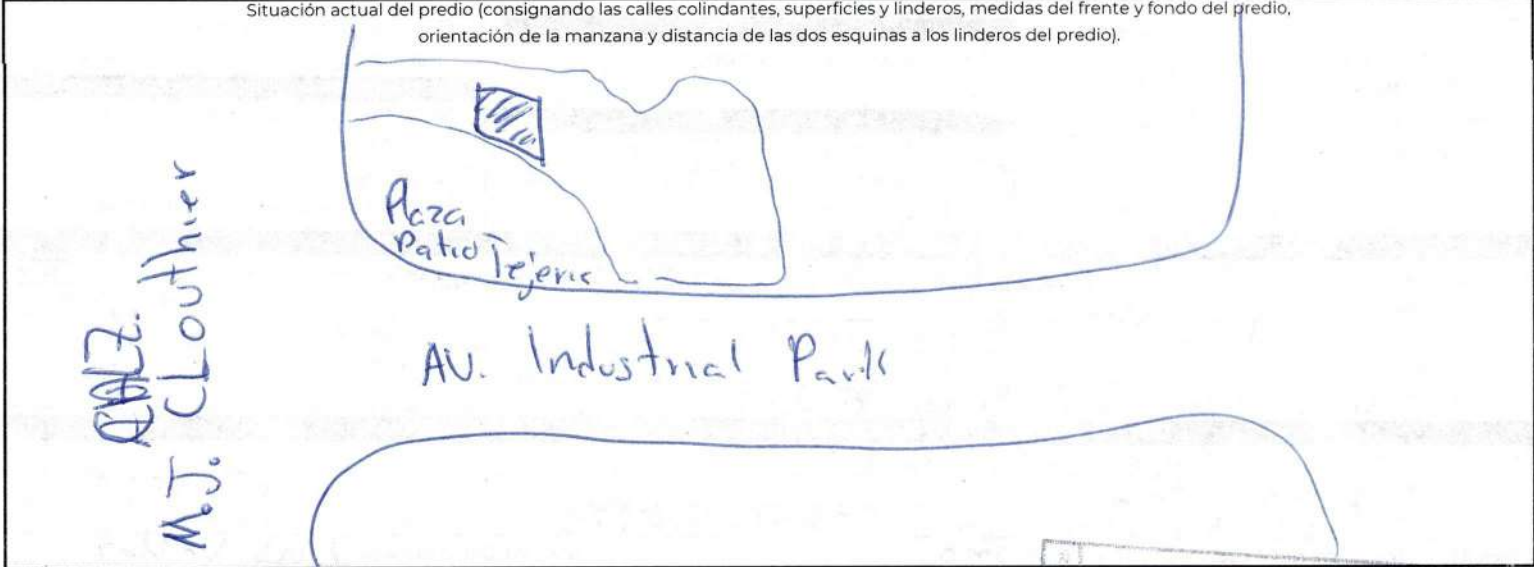 Situación actual del predio (consignando las calles colindantes, superficies y linderos, medidas del frente y fondo del predio,
orientación de la manzana y distancia de las dos esquinas a los linderos del predio).
Plaza
Patio Tejeria
AV. Industrial Park
M.J. CLouthier